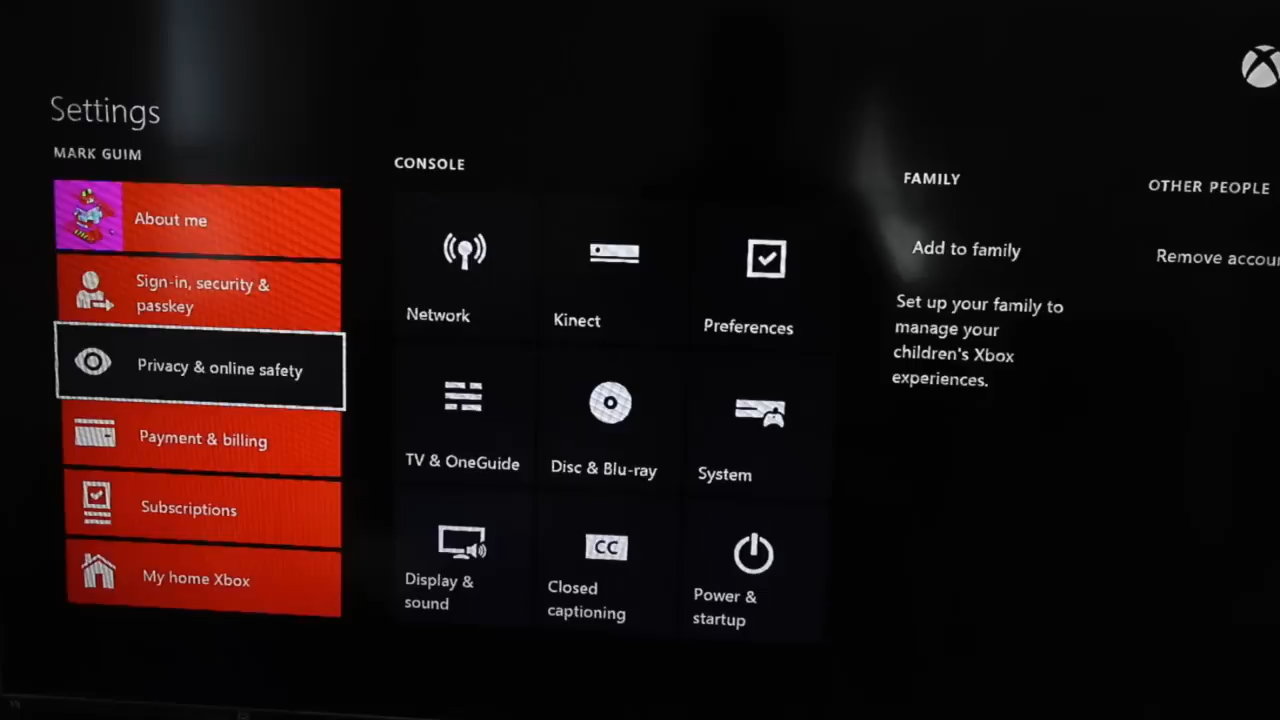 Settings
MARK GUIM
About me
Sign-in, security &
passkey
Privacy & online safety
Payment & billing
Subscriptions
My home Xbox
CONSOLE
Network
Kinect
Preferences
TV & OneGuide
Disc & Blu-ray
System
Display &
sound
CC
Closed
captioning
Power &
startup
FAMILY
Add to family
Set up your family to
manage your
children's Xbox
experiences.
OTHER PEOPLE
Remove accou